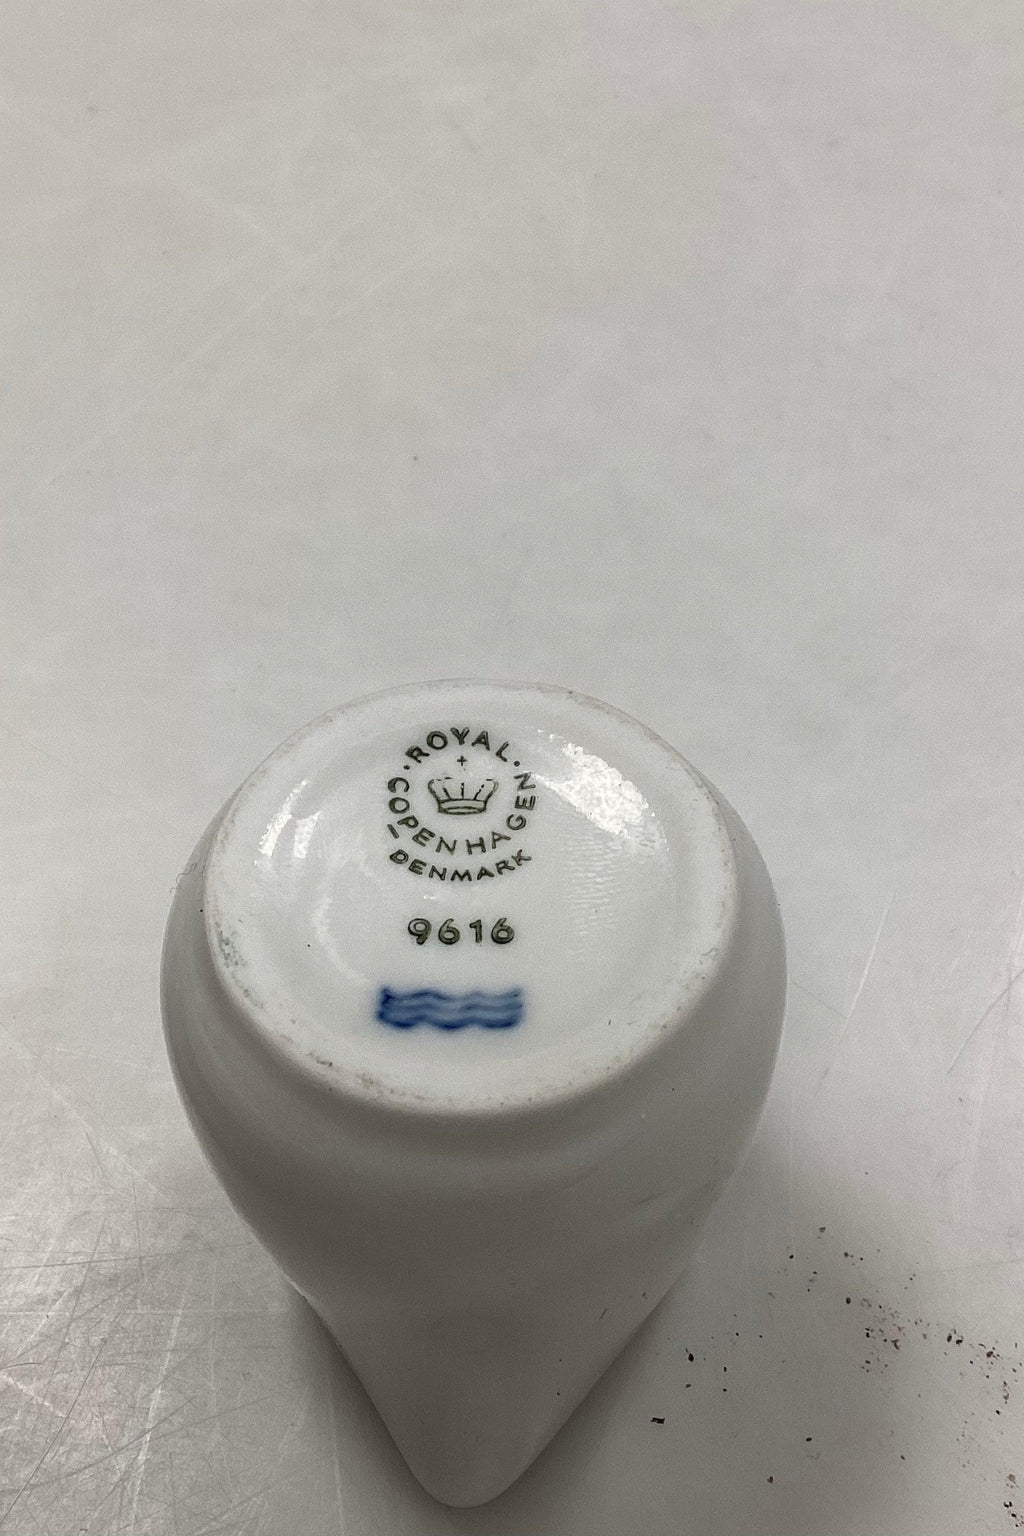 ROYAL
COPENHAGEN
DENMARK
9616